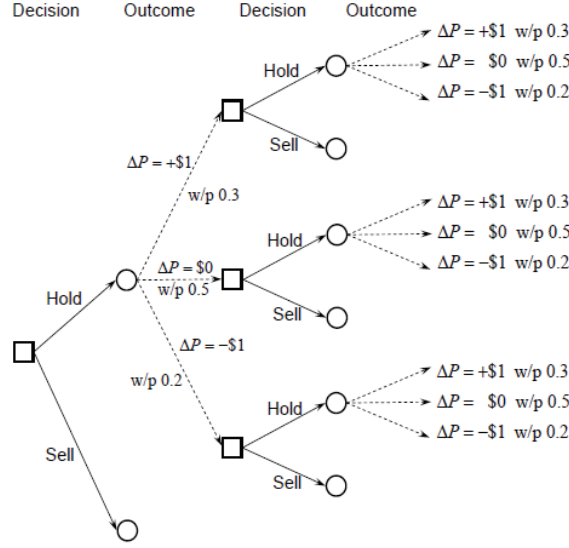 Decision Outcome Decision Outcome
ΔP = +$1 w/p 0.3
Hold
ΔP = $0 w/p 0.5
ΔP = −$1 w/p 0.2
Sell
ΔP = +$1
w/p 0.3
ΔP = +$1 w/p 0.3
Hold
ΔP = $0 w/p 0.5
ΔP = $0
ΔP = −$1 w/p 0.2
w/p 0.5
Hold
Sell
ΔP = −$1
ΔP = +$1 w/p 0.3
w/p 0.2
ΔP = $0 w/p 0.5
Hold
ΔP = −$1 w/p 0.2
Sell
Sell